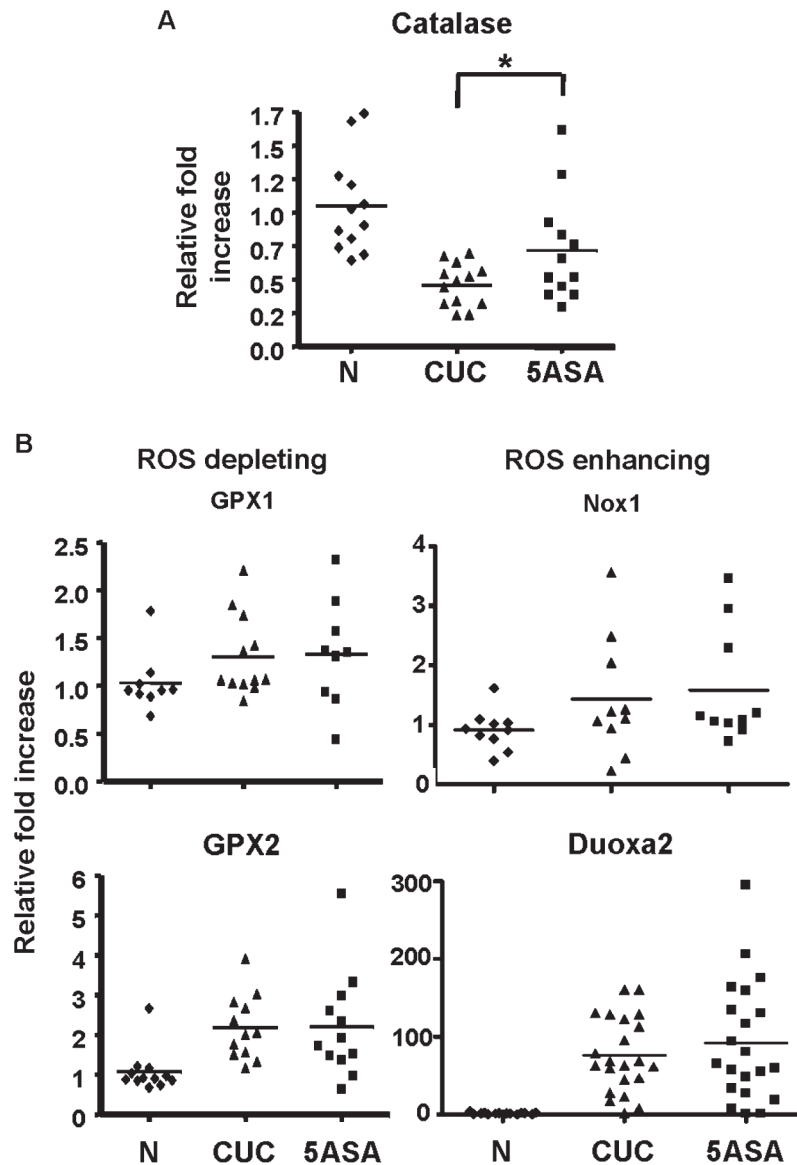 A
Catalase
*
Relative fold
increase
1.7
1.5
1.2
1.0
0.7
0.5
0.2
0.0
N CUC 5ASA
B
ROS depleting
ROS enhancing
GPX1
Nox1
Relative fold increase
2.5
2.0
1.5
1.0
0.5
0.0
4
3
2
1
0
GPX2
Duoxa2
6
5
4
3
2
1
0
N CUC 5ASA
300
200
100
0
N CUC 5ASA